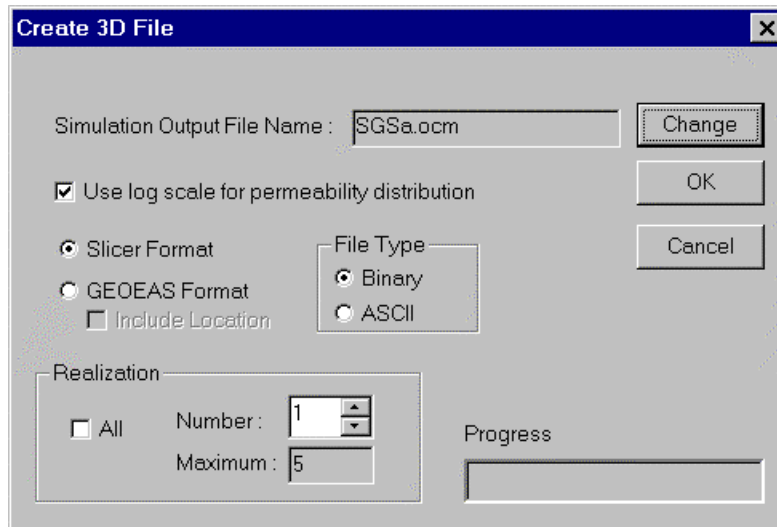 Create 3D File
Simulation Output File Name : SGSa.ocm Change
Use log scale for permeability distribution OK
Slicer Format File Type Cancel
Binary
GEOEAS Format
Include Location ASCII
Realization
All Number : 1
Progress
Maximum : 5